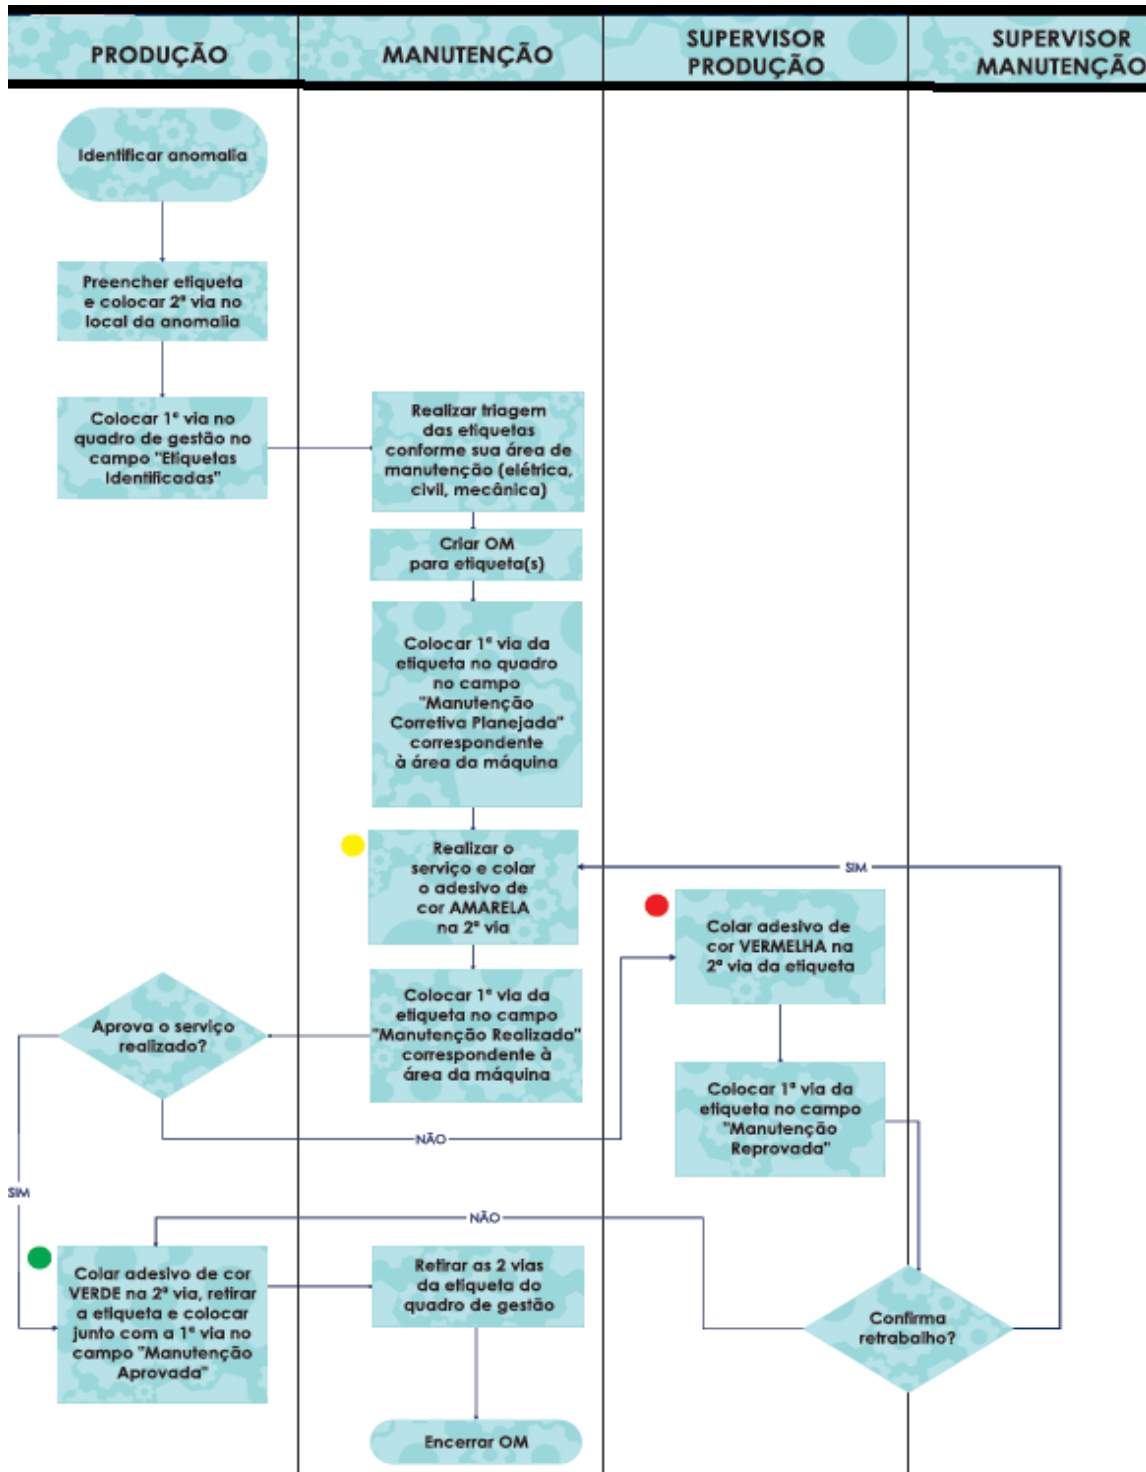 PRODUÇÃO
MANUTENÇÃO
SUPERVISOR
PRODUÇÃO
SUPERVISOR
MANUTENÇÃO
Identificar anomalia
Preencher etiqueta
e colocar 2ª via no
local da anomalia
Colocar 1ª via no
quadro de gestão no
campo "Etiquetas
Identificadas"
Realizar triagem
das etiquetas
conforme sua área de
manutenção (elétrica,
civil, mecânica)
Criar OM
para etiqueta(s)
Colocar 1ª via da
etiqueta no quadro
no campo
"Manutenção
Corretiva Planejada"
correspondente
à área da máquina
Realizar o
serviço e colar
o adesivo de
cor AMARELA
na 2ª via
SIM
Colar adesivo de
cor VERMELHA na
2ª via da etiqueta
Colocar 1ª via da
etiqueta no campo
"Manutenção Realizada"
correspondente à
área da máquina
Aprova o serviço
realizado?
Colocar 1ª via da
etiqueta no campo
"Manutenção
Reprovada"
NÃO
SIM
NÃO
Colar adesivo de cor
VERDE na 2ª via, retirar
a etiqueta e colocar
junto com a 1ª via no
campo "Manutenção
Aprovada"
Retirar as 2 vias
da etiqueta do
quadro de gestão
Confirma
retrabalho?
Encerrar OM